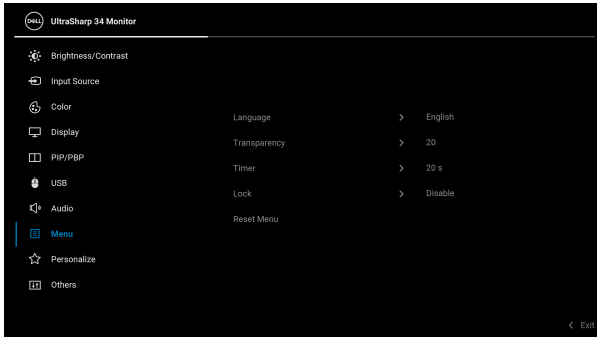 DELL
UltraSharp 34 Monitor
Brightness/Contrast
Input Source
Color
Display
PIP/PBP
USB
Audio
Menu
Personalize
Others
Language English
Transparency 20
Timer 20 s
Lock Disable
Reset Menu
Exit